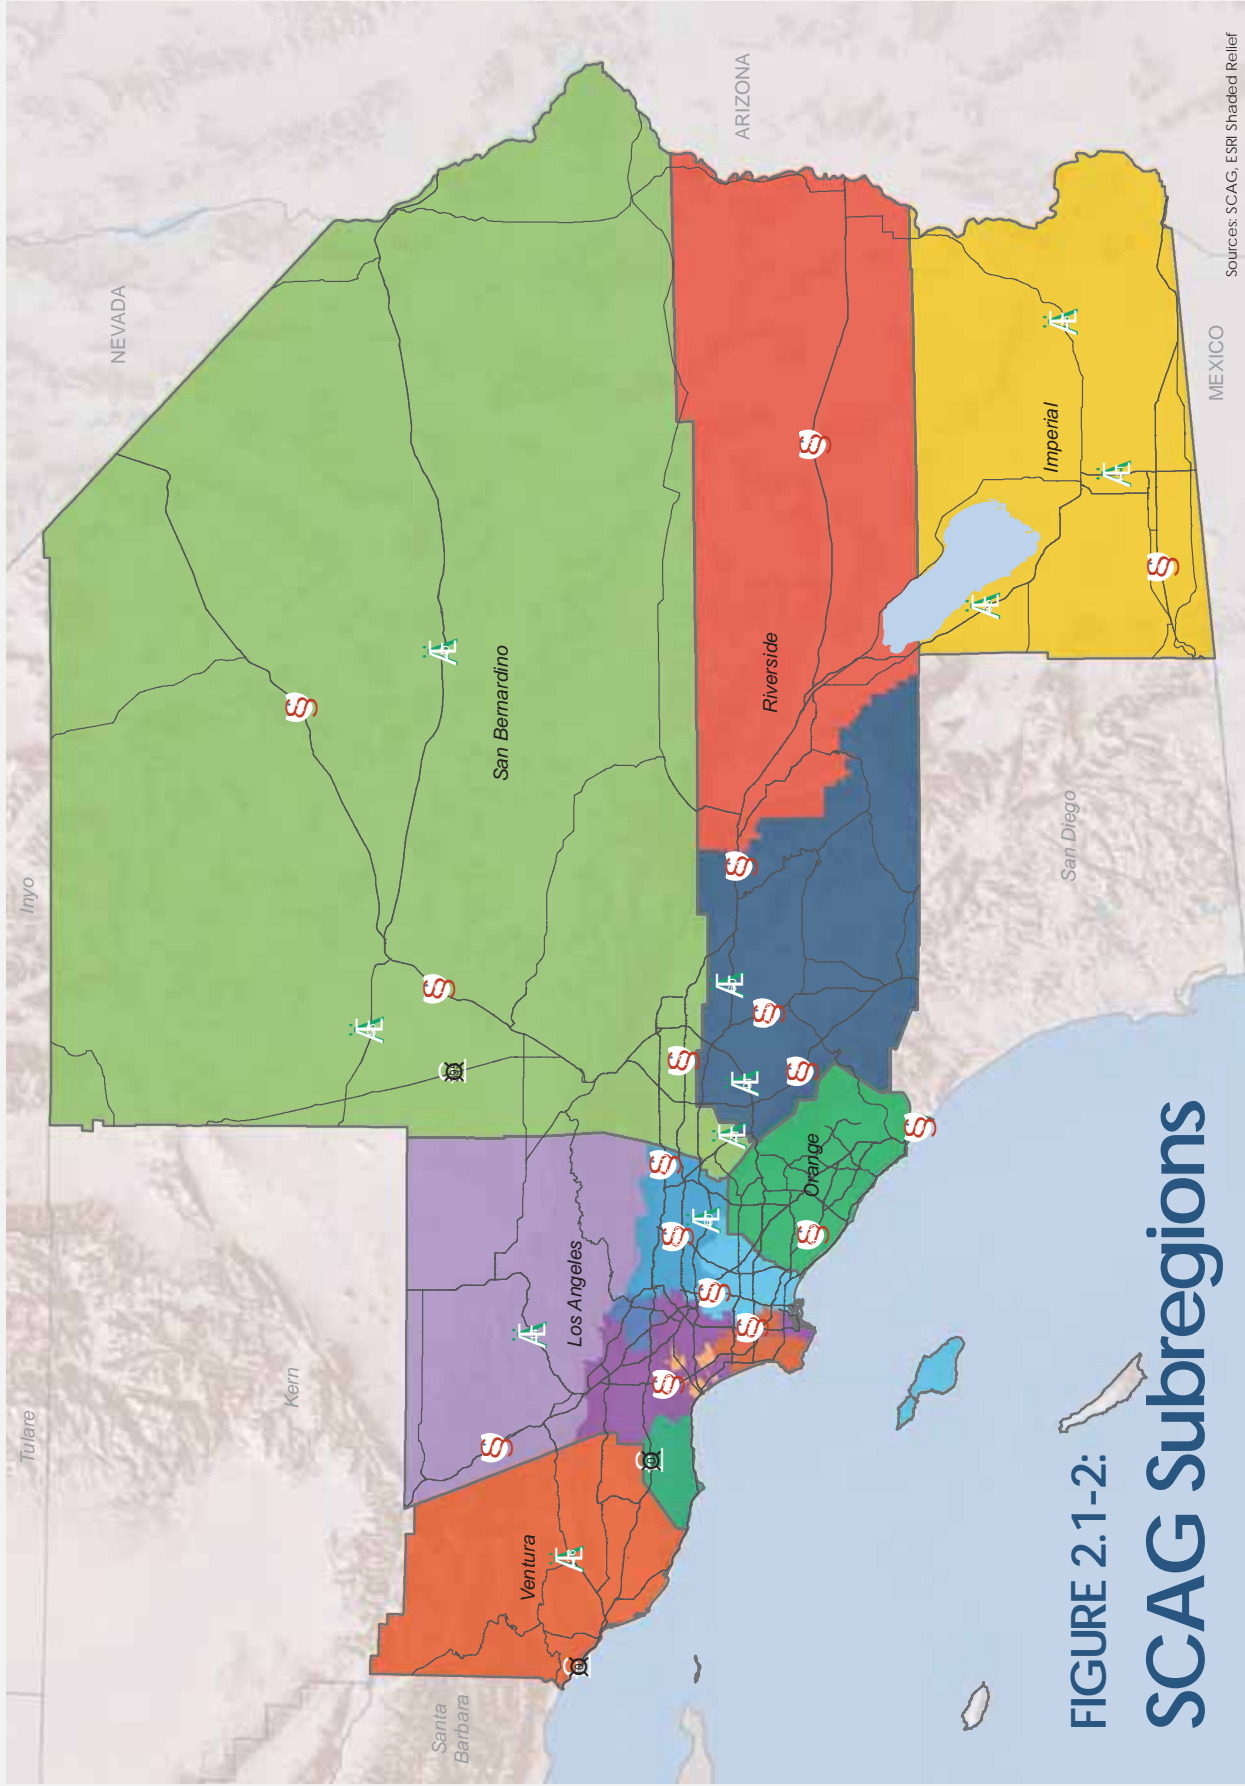 Tulare
Inyo
Kern
NEVADA
Santa
Barbara
Ventura
Los Angeles
San Bernardino
ARIZONA
Orange
Riverside
Imperial
San Diego
MEXICO
FIGURE 2.1-2:
SCAG Subregions
Sources: SCAG, ESRI Shaded Relief